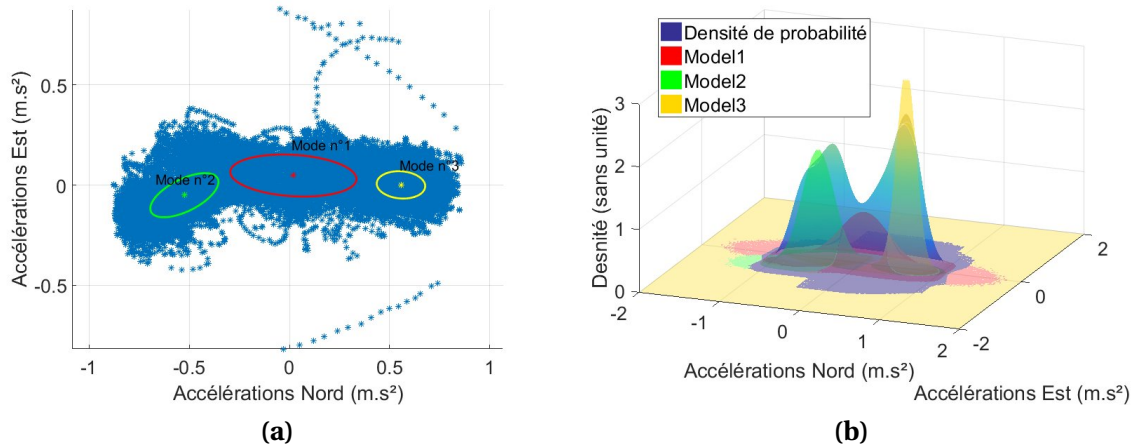 0.5
0
-0.5
-1
-0.5
0
0.5
1
Accélérations Est (m.s²)
Accélérations Nord (m.s²)
Mode n°1
Mode n°2
Mode n°3
(a)
Densité de probabilité
Model1
Model2
Model3
3
2
1
0
Desnité (sans unité)
-2
-1
0
1
2
Accélérations Nord (m.s²)
-2
0
2
Accélérations Est (m.s²)
(b)